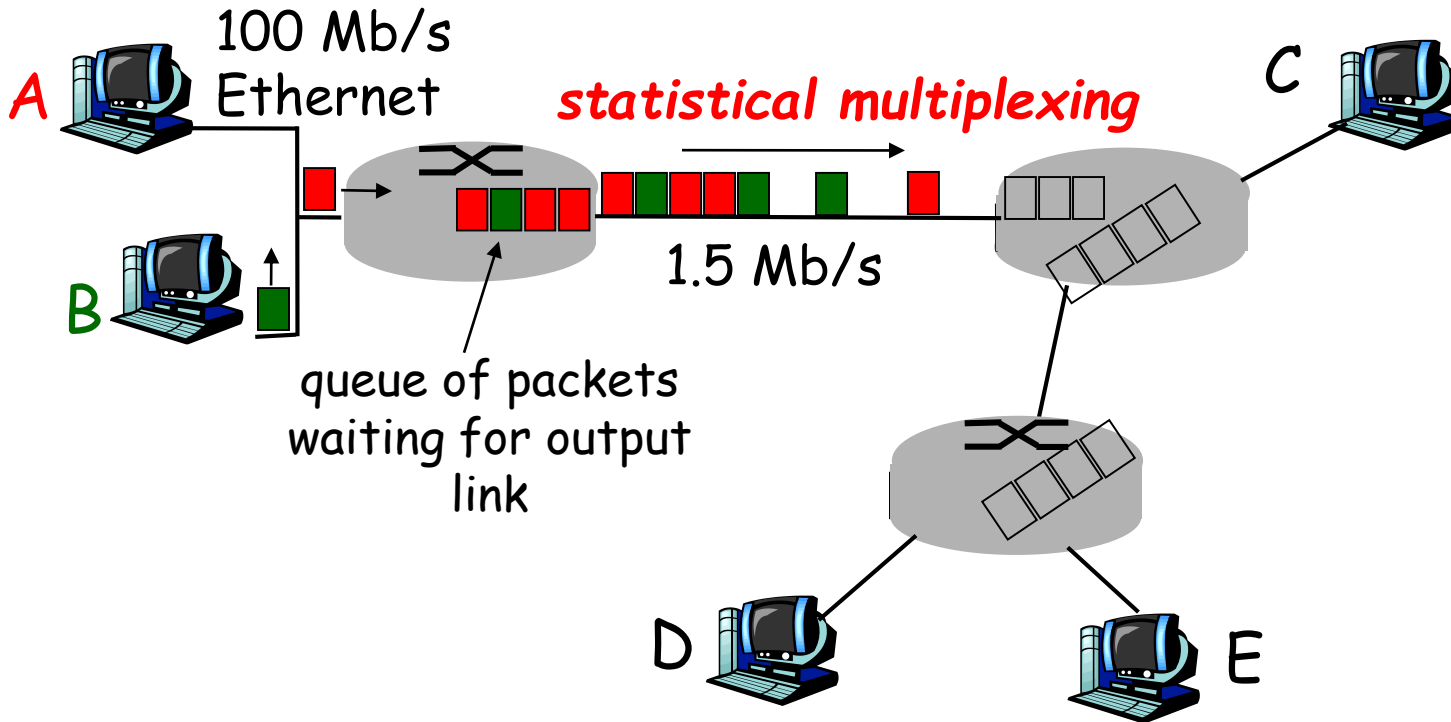 100 Mb/s
Ethernet
A
statistical multiplexing
C
1.5 Mb/s
B
queue of packets
waiting for output
link
D
E